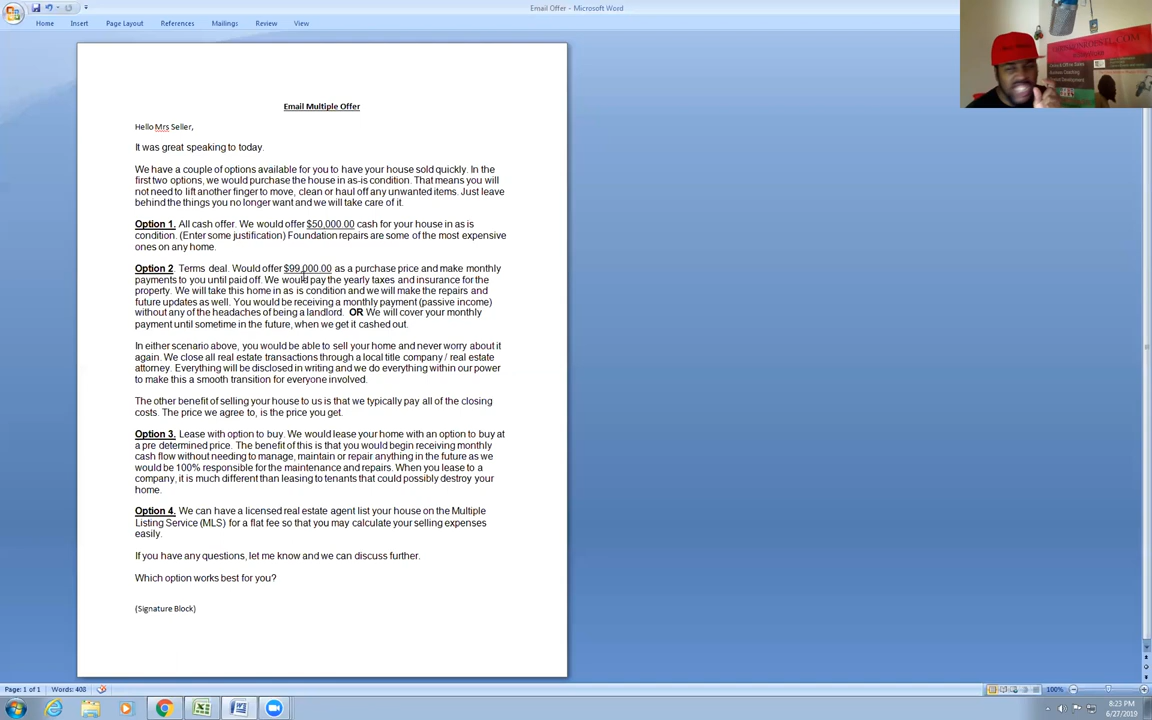 Email Offer - Microsoft Word
Home Insert Page Layout References Mailings Review View
Email Multiple Offer
Hello Mrs Seller,
It was great speaking to today.
We have a couple of options available for you to have your house sold quickly. In the
first two options, we would purchase the house in as-is condition. That means you will
not need to lift another finger to move, clean or haul off any unwanted items. Just leave
behind the things you no longer want and we will take care of it.
Option 1. All cash offer. We would offer $50,000.00 cash for your house in as is
condition. (Enter some justification) Foundation repairs are some of the most expensive
ones on any home.
Option 2. Terms deal. Would offer $99,000.00 as a purchase price and make monthly
payments to you until paid off. We would pay the yearly taxes and insurance for the
property. We will take this home in as is condition and we will make the repairs and
future updates as well. You would be receiving a monthly payment (passive income)
without any of the headaches of being a landlord. OR We will cover your monthly
payment until sometime in the future, when we get it cashed out.
In either scenario above, you would be able to sell your home and never worry about it
again. We close all real estate transactions through a local title company / real estate
attorney. Everything will be disclosed in writing and we do everything within our power
to make this a smooth transition for everyone involved.
The other benefit of selling your house to us is that we typically pay all of the closing
costs. The price we agree to, is the price you get.
Option 3. Lease with option to buy. We would lease your home with an option to buy at
a pre determined price. The benefit of this is that you would begin receiving monthly
cash flow without needing to manage, maintain or repair anything in the future as we
would be 100% responsible for the maintenance and repairs. When you lease to a
company, it is much different than leasing to tenants that could possibly destroy your
home.
Option 4. We can have a licensed real estate agent list your house on the Multiple
Listing Service (MLS) for a flat fee so that you may calculate your selling expenses
easily.
If you have any questions, let me know and we can discuss further.
Which option works best for you?
(Signature Block)
Page: 1 of 1 Words: 408
100%
8:23 PM
6/27/2019